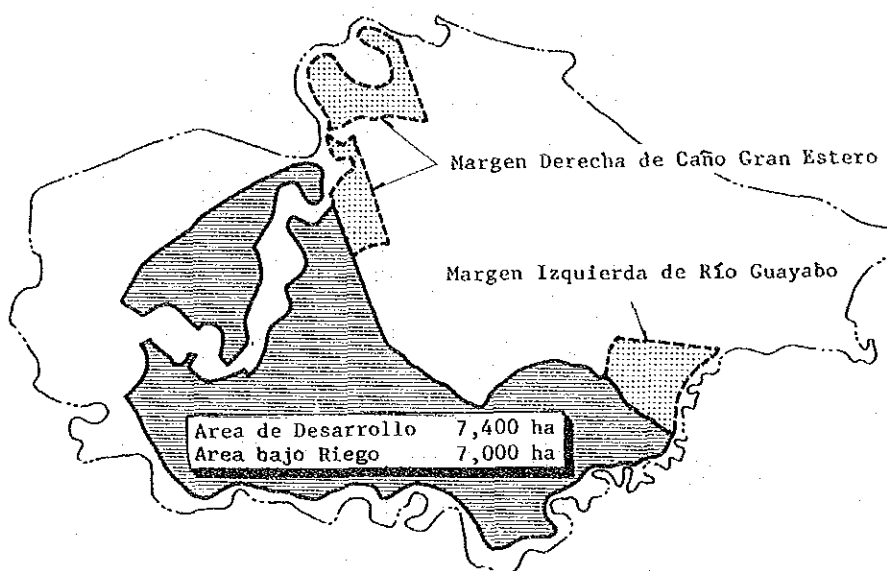 Margen Derecha de Caño Gran Estero
Margen Izquierda de Río Guayabo
Area de Desarrollo 7,400 ha
Area bajo Riego 7,000 ha